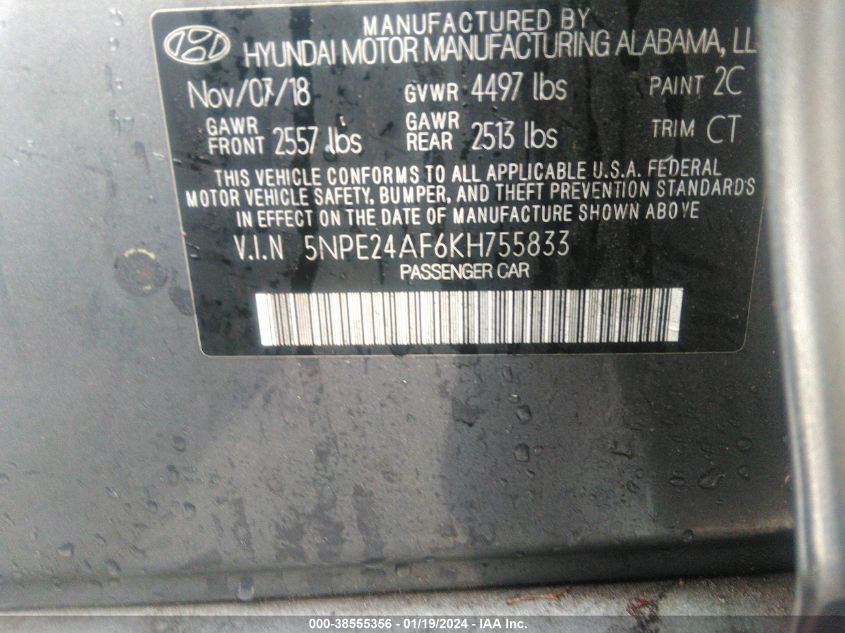 MANUFACTURED BY
HYUNDAI MOTOR MANUFACTURING ALABAMA, LL
Nov/07/18 GVWR 4497 lbs PAINT 2C
GAWR FRONT 2557 lbs GAWR REAR 2513 lbs TRIM CT
THIS VEHICLE CONFORMS TO ALL APPLICABLE U.S.A. FEDERAL
MOTOR VEHICLE SAFETY, BUMPER, AND THEFT PREVENTION STANDARDS
IN EFFECT ON THE DATE OF MANUFACTURE SHOWN ABOVE
V.I.N 5NPE24AF6KH755833
PASSENGER CAR
000-38555356 | 01/19/2024 - IAA Inc.